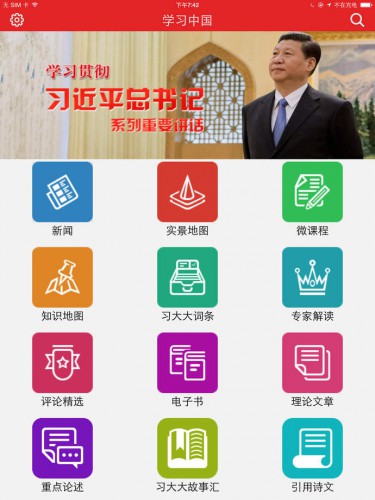 无 SIM 卡
下午7:42
不在充电
学习中国
学习贯彻
习近平总书记
系列重要讲话
新闻
实景地图
微课程
知识地图
习大大词条
专家解读
评论精选
电子书
理论文章
重点论述
习大大故事汇
引用诗文